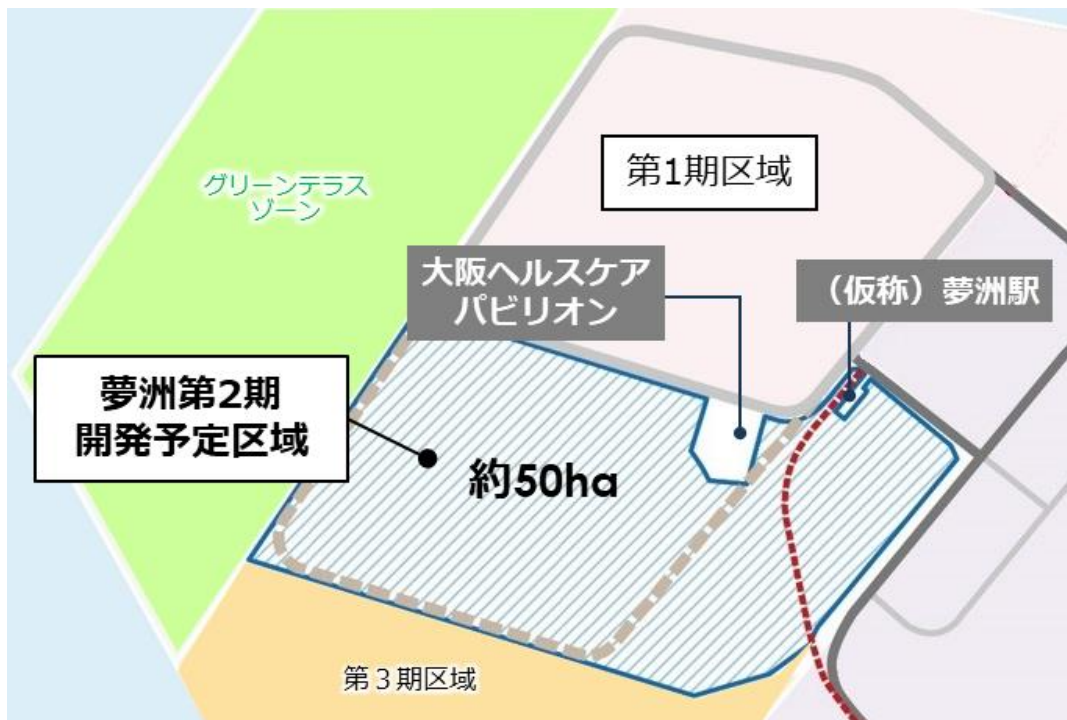 第1期区域
グリーンテラス
ゾーン
大阪ヘルスケア
パビリオン
（仮称）夢洲駅
夢洲第2期
開発予定区域
約50ha
第３期区域